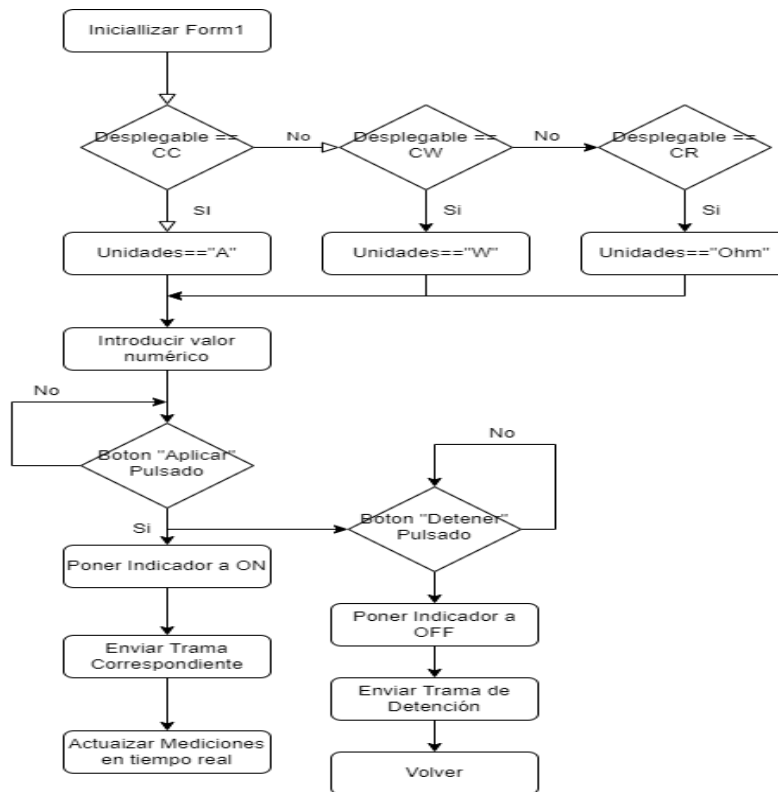 Iniciallizar Form1
Desplegable ==
CC
No
Desplegable ==
CW
No
Desplegable ==
CR
SI
Si
Si
Unidades=="A"
Unidades=="W"
Unidades=="Ohm"
Introducir valor
numérico
No
Boton "Aplicar"
Pulsado
No
Boton "Detener"
Pulsado
Si
Poner Indicador a ON
Poner Indicador a
OFF
Enviar Trama
Correspondiente
Enviar Trama de
Detención
Actuaizar Mediciones
en tiempo real
Volver